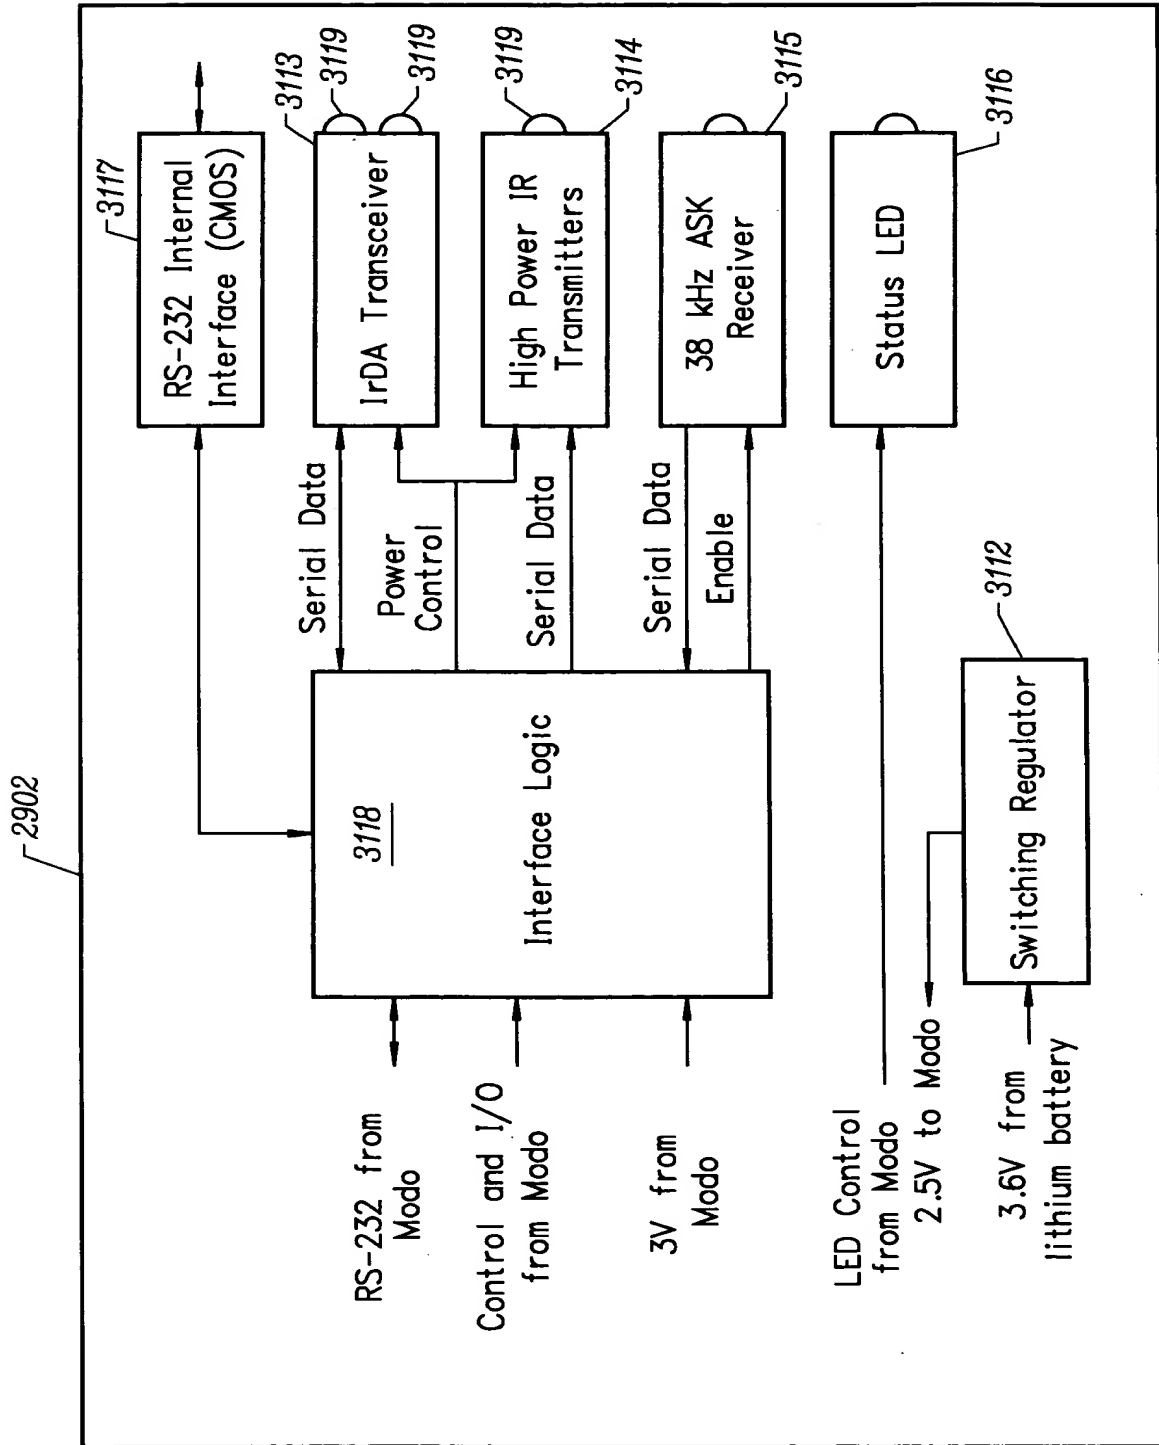 2902
3117
RS-232 Internal
Interface (CMOS)
3113
3119
3119
IrDA Transceiver
Serial Data
Power
Control
3119
3114
High Power IR
Transmitters
Serial Data
3115
38 kHz ASK
Receiver
Serial Data
Enable
3116
Status LED
3118
Interface Logic
RS-232 from
Modo
Control and I/O
from Modo
3V from
Modo
LED Control
from Modo
2.5V to Modo
3.6V from
lithium battery
3112
Switching Regulator